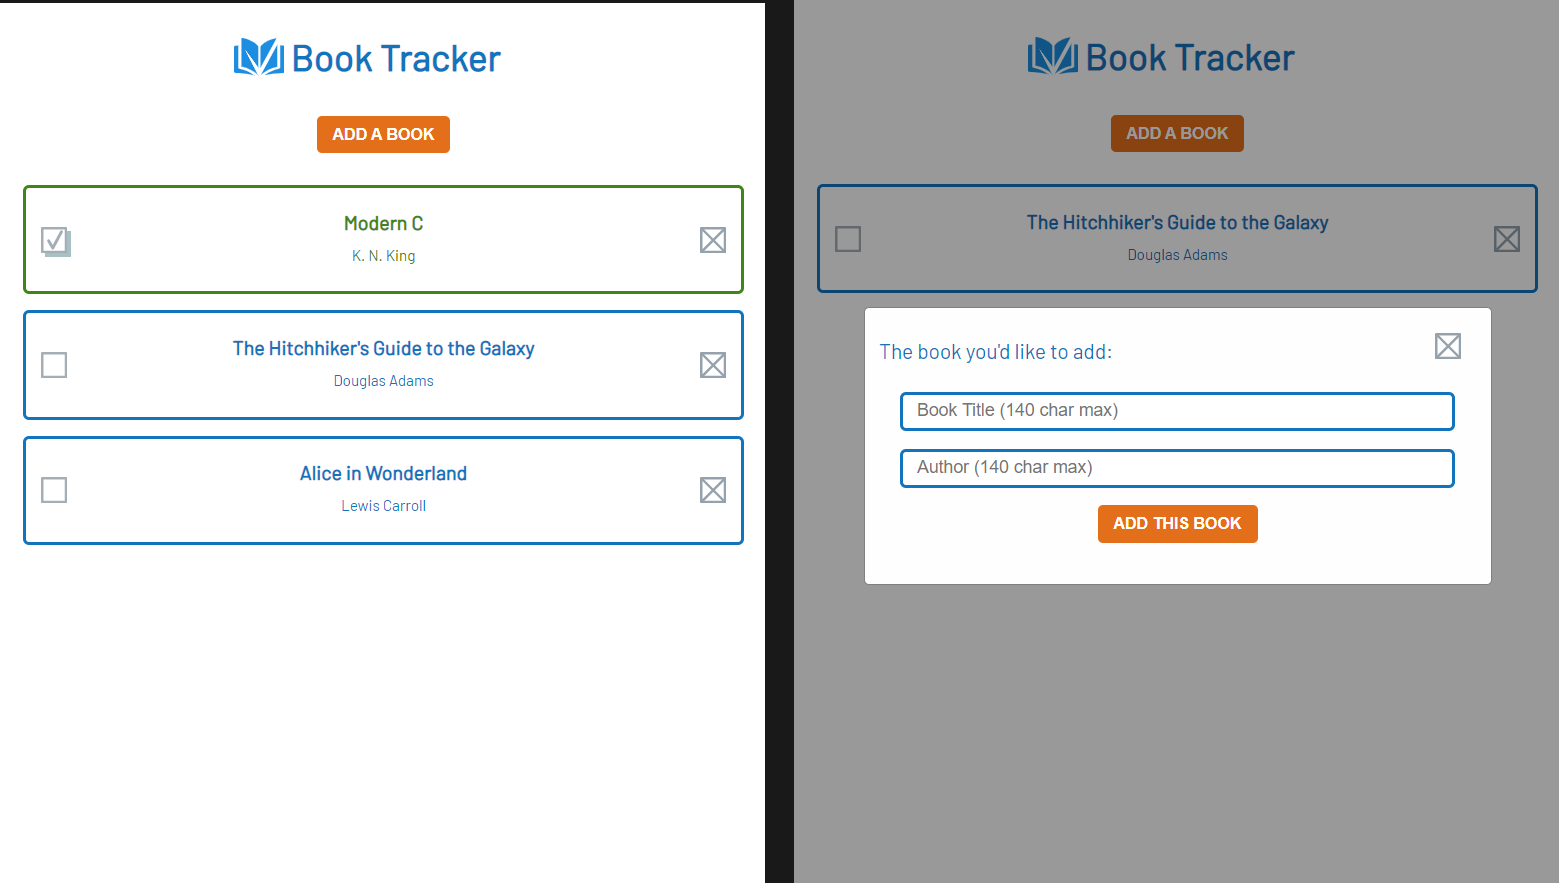 Book Tracker
ADD A BOOK
Modern C
K. N. King
The Hitchhiker's Guide to the Galaxy
Douglas Adams
Alice in Wonderland
Lewis Carroll
Book Tracker
ADD A BOOK
The Hitchhiker's Guide to the Galaxy
Douglas Adams
The book you'd like to add:
Book Title (140 char max)
Author (140 char max)
ADD THIS BOOK